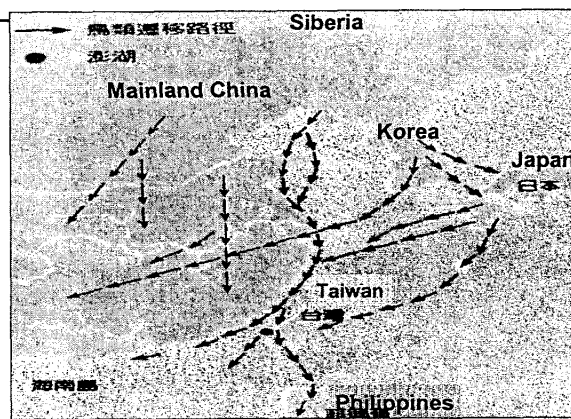 鳥類遷移路徑
澎湖
Siberia
Mainland China
Korea
Japan
日本
Taiwan
台灣
海南島
Philippines